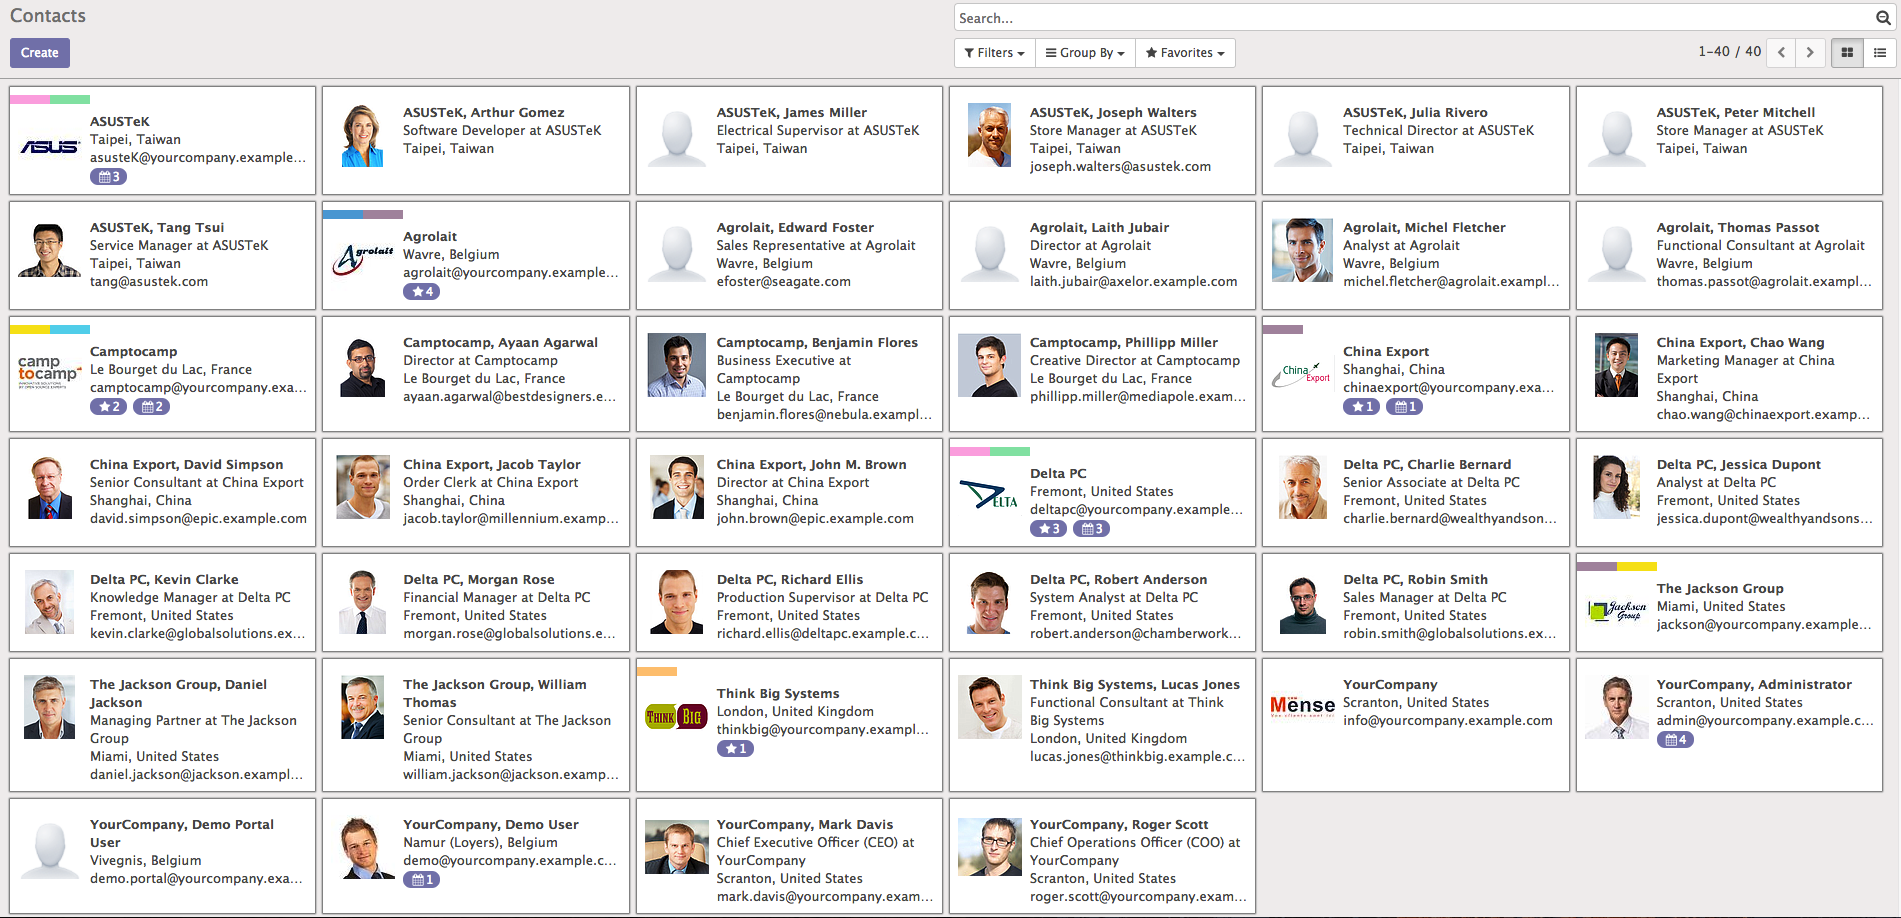 Contacts
Search...
Create
Filters
Group By
Favorites
1-40 / 40
ASUS
ASUSTeK
Taipei, Taiwan
asusteK@yourcompany.example...
3
ASUSTeK, Arthur Gomez
Software Developer at ASUSTeK
Taipei, Taiwan
ASUSTeK, James Miller
Electrical Supervisor at ASUSTeK
Taipei, Taiwan
ASUSTeK, Joseph Walters
Store Manager at ASUSTeK
Taipei, Taiwan
joseph.walters@asustek.com
ASUSTeK, Julia Rivero
Technical Director at ASUSTeK
Taipei, Taiwan
ASUSTeK, Peter Mitchell
Store Manager at ASUSTeK
Taipei, Taiwan
ASUSTeK, Tang Tsui
Service Manager at ASUSTeK
Taipei, Taiwan
tang@asustek.com
Agrolait
Agrolait
Wavre, Belgium
agrolait@yourcompany.example...
4
Agrolait, Edward Foster
Sales Representative at Agrolait
Wavre, Belgium
efoster@seagate.com
Agrolait, Laith Jubair
Director at Agrolait
Wavre, Belgium
laith.jubair@axelor.example.com
Agrolait, Michel Fletcher
Analyst at Agrolait
Wavre, Belgium
michel.fletcher@agrolait.exampl...
Agrolait, Thomas Passot
Functional Consultant at Agrolait
Wavre, Belgium
thomas.passot@agrolait.exampl...
camp
tocamp
INNOVATIVE SOLUTIONS
BY OPEN SOURCE EXPERTS
Camptocamp
Le Bourget du Lac, France
camptocamp@yourcompany.exa...
2 2
Camptocamp, Ayaan Agarwal
Director at Camptocamp
Le Bourget du Lac, France
ayaan.agarwal@bestdesigners.e...
Camptocamp, Benjamin Flores
Business Executive at
Camptocamp
Le Bourget du Lac, France
benjamin.flores@nebula.exampl...
Camptocamp, Phillipp Miller
Creative Director at Camptocamp
Le Bourget du Lac, France
phillipp.miller@mediapole.exam...
China
Export
China Export
Shanghai, China
chinaexport@yourcompany.exa...
1 1
China Export, Chao Wang
Marketing Manager at China
Export
Shanghai, China
chao.wang@chinaexport.examp...
China Export, David Simpson
Senior Consultant at China Export
Shanghai, China
david.simpson@epic.example.com
China Export, Jacob Taylor
Order Clerk at China Export
Shanghai, China
jacob.taylor@millennium.examp...
China Export, John M. Brown
Director at China Export
Shanghai, China
john.brown@epic.example.com
DELTA
Delta PC
Fremont, United States
deltapc@yourcompany.example...
3 3
Delta PC, Charlie Bernard
Senior Associate at Delta PC
Fremont, United States
charlie.bernard@wealthyandson...
Delta PC, Jessica Dupont
Analyst at Delta PC
Fremont, United States
jessica.dupont@wealthyandsons...
Delta PC, Kevin Clarke
Knowledge Manager at Delta PC
Fremont, United States
kevin.clarke@globalsolutions.ex...
Delta PC, Morgan Rose
Financial Manager at Delta PC
Fremont, United States
morgan.rose@globalsolutions.e...
Delta PC, Richard Ellis
Production Supervisor at Delta PC
Fremont, United States
richard.ellis@deltapc.example.c...
Delta PC, Robert Anderson
System Analyst at Delta PC
Fremont, United States
robert.anderson@chamberwork...
Delta PC, Robin Smith
Sales Manager at Delta PC
Fremont, United States
robin.smith@globalsolutions.ex...
Jackson
Group
The Jackson Group
Miami, United States
jackson@yourcompany.example...
The Jackson Group, Daniel
Jackson
Managing Partner at The Jackson
Group
Miami, United States
daniel.jackson@jackson.exampl...
The Jackson Group, William
Thomas
Senior Consultant at The Jackson
Group
Miami, United States
william.jackson@jackson.examp...
THINK BIG
Think Big Systems
London, United Kingdom
thinkbig@yourcompany.exampl...
1
Think Big Systems, Lucas Jones
Functional Consultant at Think
Big Systems
London, United Kingdom
lucas.jones@thinkbig.example.c...
Mense
YourCompany
Scranton, United States
info@yourcompany.example.com
YourCompany, Administrator
Scranton, United States
admin@yourcompany.example.c...
4
YourCompany, Demo Portal
User
Vivegnis, Belgium
demo.portal@yourcompany.exa...
YourCompany, Demo User
Namur (Loyers), Belgium
demo@yourcompany.example.c...
1
YourCompany, Mark Davis
Chief Executive Officer (CEO) at
YourCompany
Scranton, United States
mark.davis@yourcompany.exam...
YourCompany, Roger Scott
Chief Operations Officer (COO) at
YourCompany
Scranton, United States
roger.scott@yourcompany.exam...